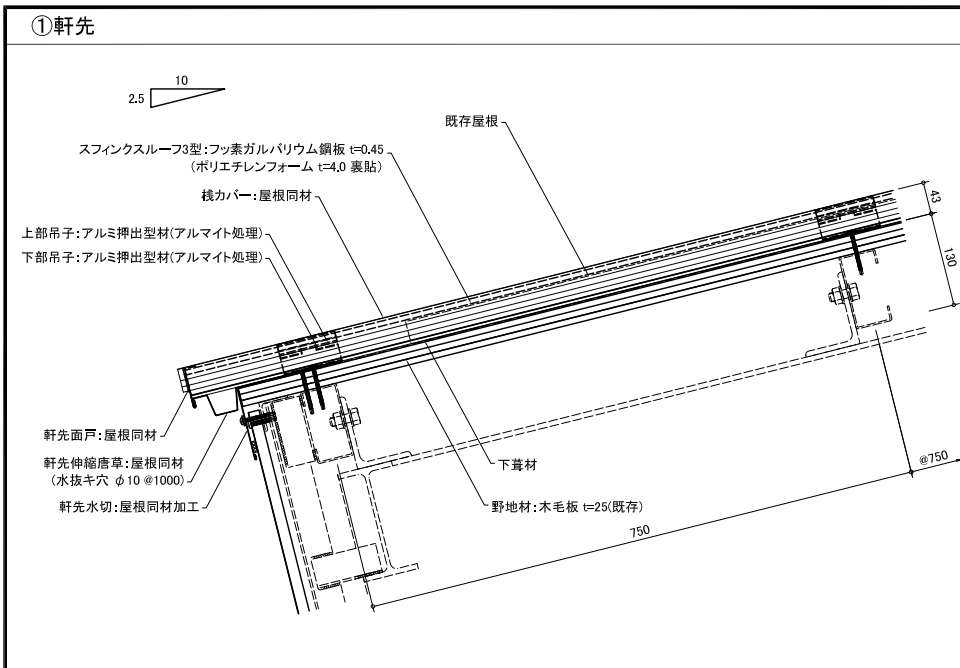 ①軒先
10
2.5
既存屋根
スフィンクスルーフ3型:フッ素ガルバリウム鋼板 t=0.45
(ポリエチレンフォーム t=4.0 裏貼)
桟カバー:屋根同材
上部吊子:アルミ押出型材(アルマイト処理)
下部吊子:アルミ押出型材(アルマイト処理)
43
130
軒先面戸:屋根同材
軒先伸縮唐草:屋根同材
(水抜キ穴 φ10 @1000)
軒先水切:屋根同材加工
下葺材
野地材:木毛板 t=25(既存)
750
@750